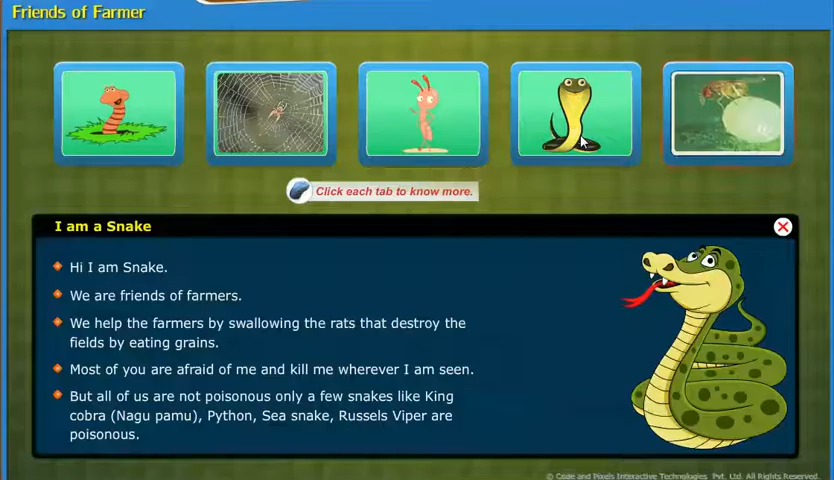 Friends of Farmer
Click each tab to know more.
I am a Snake
Hi I am Snake.
We are friends of farmers.
We help the farmers by swallowing the rats that destroy the
fields by eating grains.
Most of you are afraid of me and kill me wherever I am seen.
But all of us are not poisonous only a few snakes like King
cobra (Nagu pamu), Python, Sea snake, Russels Viper are
poisonous.
© Code and Pixels Interactive Technologies. Pvt. Ltd. All Rights Reserved.